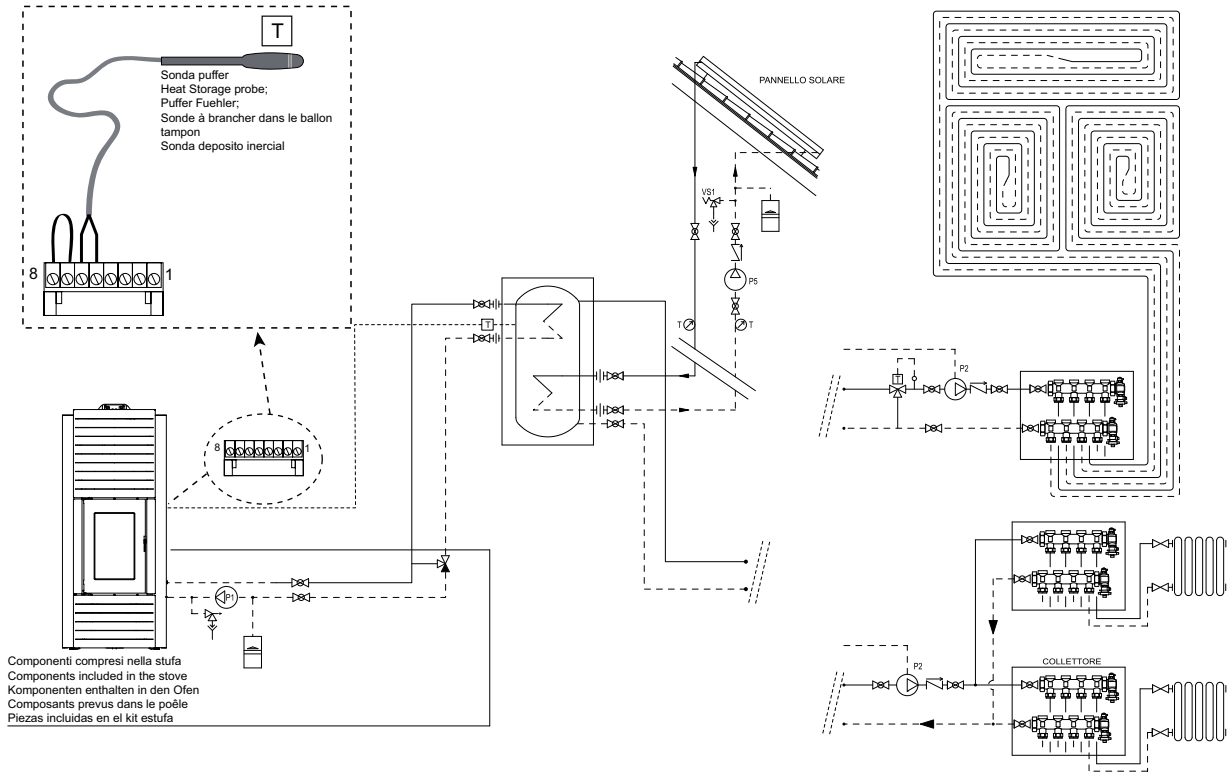 T
Sonda puffer
Heat Storage probe;
Puffer Fuehler;
Sonde à brancher dans le ballon
tampon
Sonda deposito inercial
8
1
PANNELLO SOLARE
VS1
P5
T
T
T
8
1
P1
P2
T
Componenti compresi nella stufa
Components included in the stove
Komponenten enthalten in den Ofen
Composants prevus dans le poêle
Piezas incluidas en el kit estufa
P2
COLLETTORE